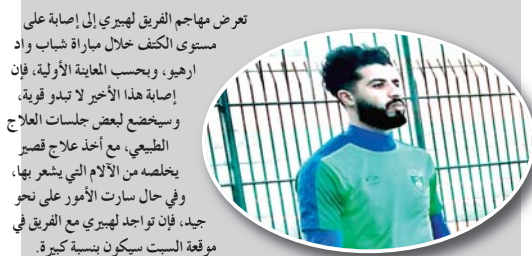 تعرض مهاجم الفريق لهبيري إلى إصابة على
مستوى الكتف خلال مباراة شباب واد
ارهيو، وبحسب المعاينة الأولية، فإن
إصابة هذا الأخير لا تبدو قوية،
وسيخضع لبعض جلسات العلاج
الطبيعي، مع أخذ علاج قصير
يخلصه من الآلام التي يشعر بها،
وفي حال سارت الأمور على نحو
جيد، فإن تواجد لهبيري مع الفريق في
موقعة السبت سيكون بنسبة كبيرة.